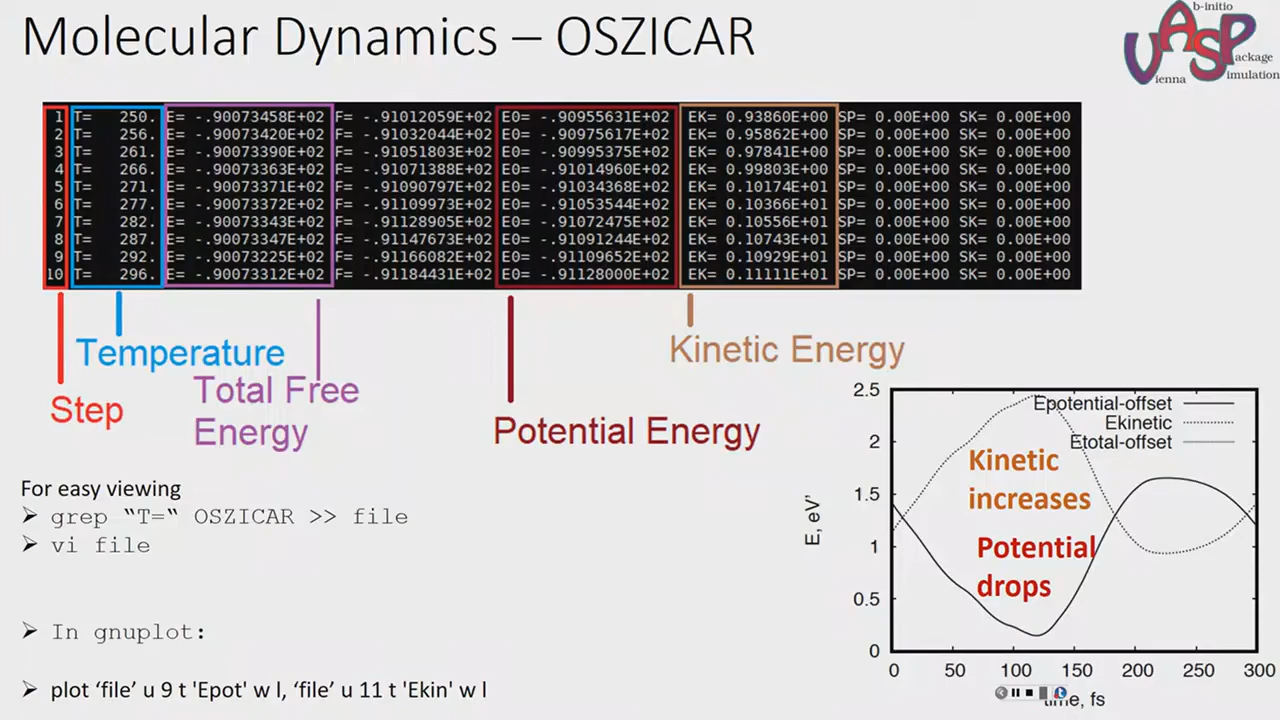 Molecular Dynamics – OSZICAR
VASP
b-initio
ackage
ienna
imulation
1 T= 250. E= -.90073458E+02 F= -.91012059E+02 E0= -.90955631E+02 EK= 0.93860E+00 SP= 0.00E+00 SK= 0.00E+00
2 T= 256. E= -.90073420E+02 F= -.91032044E+02 E0= -.90975617E+02 EK= 0.95862E+00 SP= 0.00E+00 SK= 0.00E+00
3 T= 261. E= -.90073390E+02 F= -.91051803E+02 E0= -.90995375E+02 EK= 0.97841E+00 SP= 0.00E+00 SK= 0.00E+00
4 T= 266. E= -.90073363E+02 F= -.91071388E+02 E0= -.91014960E+02 EK= 0.99803E+00 SP= 0.00E+00 SK= 0.00E+00
5 T= 271. E= -.90073371E+02 F= -.91090797E+02 E0= -.91034368E+02 EK= 0.10174E+01 SP= 0.00E+00 SK= 0.00E+00
6 T= 277. E= -.90073372E+02 F= -.91109973E+02 E0= -.91053544E+02 EK= 0.10366E+01 SP= 0.00E+00 SK= 0.00E+00
7 T= 282. E= -.90073343E+02 F= -.91128905E+02 E0= -.91072475E+02 EK= 0.10556E+01 SP= 0.00E+00 SK= 0.00E+00
8 T= 287. E= -.90073347E+02 F= -.91147673E+02 E0= -.91091244E+02 EK= 0.10743E+01 SP= 0.00E+00 SK= 0.00E+00
9 T= 292. E= -.90073225E+02 F= -.91166082E+02 E0= -.91109652E+02 EK= 0.10929E+01 SP= 0.00E+00 SK= 0.00E+00
10 T= 296. E= -.90073312E+02 F= -.91184431E+02 E0= -.91128000E+02 EK= 0.11111E+01 SP= 0.00E+00 SK= 0.00E+00
Step
Temperature
Total Free
Energy
Potential Energy
Kinetic Energy
For easy viewing
➢ grep “T=“ OSZICAR >> file
➢ vi file
➢ In gnuplot:
➢ plot ‘file’ u 9 t 'Epot' w l, ‘file’ u 11 t 'Ekin' w l
Epotential-offset
Ekinetic
Etotal-offset
Kinetic
increases
Potential
drops
E, eV'
2.5
2
1.5
1
0.5
0
0 50 100 150 200 250 300
time, fs